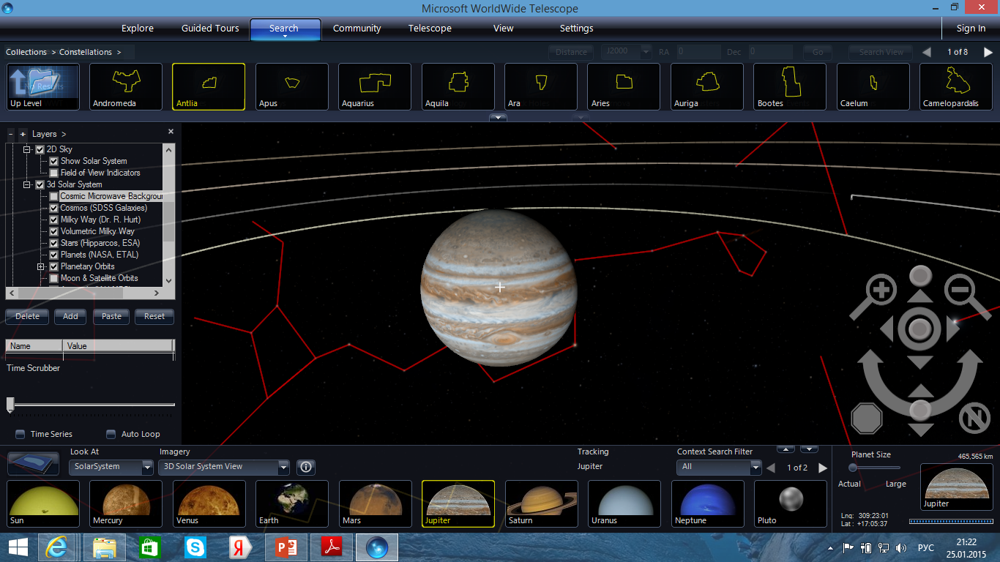 Microsoft WorldWide Telescope
Explore Guided Tours Search Community Telescope View Settings Sign In
Collections > Constellations >
Distance J2000 RA 0 Dec 0 Go Search View 1 of 8
No Results
Up Level Andromeda Antlia Apus Aquarius Aquila Ara Aries Auriga Bootes Caelum Camelopardalis
- + Layers > ×
2D Sky
Show Solar System
Field of View Indicators
3d Solar System
Cosmic Microwave Backgroun
Cosmos (SDSS Galaxies)
Milky Way (Dr. R. Hurt)
Volumetric Milky Way
Stars (Hipparcos, ESA)
Planets (NASA, ETAL)
Planetary Orbits
Moon & Satellite Orbits
Delete Add Paste Reset
Name Value
Time Scrubber
Time Series Auto Loop
N
Look At Imagery Tracking Context Search Filter
SolarSystem 3D Solar System View Jupiter All 1 of 2
Planet Size 465,565 km
Actual Large
Jupiter
Lng: 309:23:01
Lat : +17:05:37
Sun Mercury Venus Earth Mars Jupiter Saturn Uranus Neptune Pluto
РУС
21:22
25.01.2015